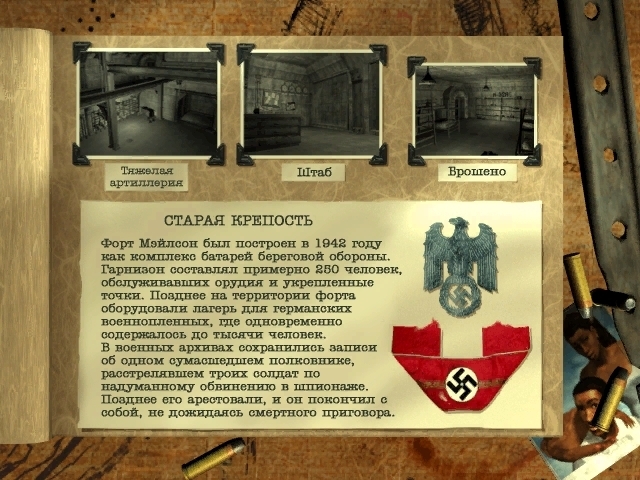 Тяжелая
артиллерия
Штаб
Брошено
СТАРАЯ КРЕПОСТЬ
Форт Мэйлсон был построен в 1942 году
как комплекс батарей береговой обороны.
Гарнизон составлял примерно 250 человек,
обслуживавших орудия и укрепленные
точки. Позднее на территории форта
оборудовали лагерь для германских
военнопленных, где одновременно
содержалось до тысячи человек.
В военных архивах сохранились записи
об одном сумасшедшем полковнике,
расстрелявшем троих солдат по
надуманному обвинению в шпионаже.
Позднее его арестовали, и он покончил с
собой, не дожидаясь смертного приговора.